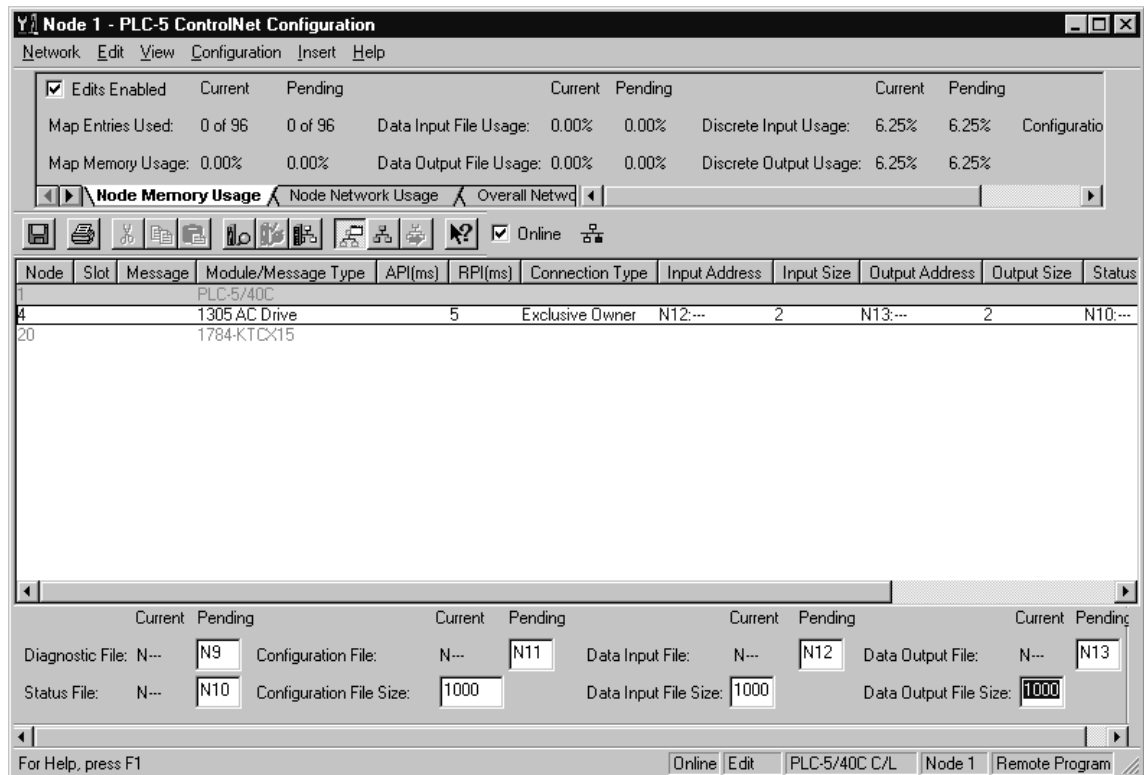 Node 1 - PLC-5 ControlNet Configuration
Network Edit View Configuration Insert Help
Edits Enabled Current Pending Current Pending Current Pending
Map Entries Used: 0 of 96 0 of 96 Data Input File Usage: 0.00% 0.00% Discrete Input Usage: 6.25% 6.25% Configuratio
Map Memory Usage: 0.00% 0.00% Data Output File Usage: 0.00% 0.00% Discrete Output Usage: 6.25% 6.25%
Node Memory Usage Node Network Usage Overall Netwo
Online
Node Slot Message Module/Message Type API(ms) RPI(ms) Connection Type Input Address Input Size Output Address Output Size Status
1 PLC-5/40C
4 1305 AC Drive 5 Exclusive Owner N12:--- 2 N13:--- 2 N10:---
20 1784-KTCX15
Current Pending Current Pending Current Pending Current Pending
Diagnostic File: N--- N9 Configuration File: N--- N11 Data Input File: N--- N12 Data Output File: N--- N13
Status File: N--- N10 Configuration File Size: 1000 Data Input File Size: 1000 Data Output File Size: 1000
For Help, press F1 Online Edit PLC-5/40C C/L Node 1 Remote Program